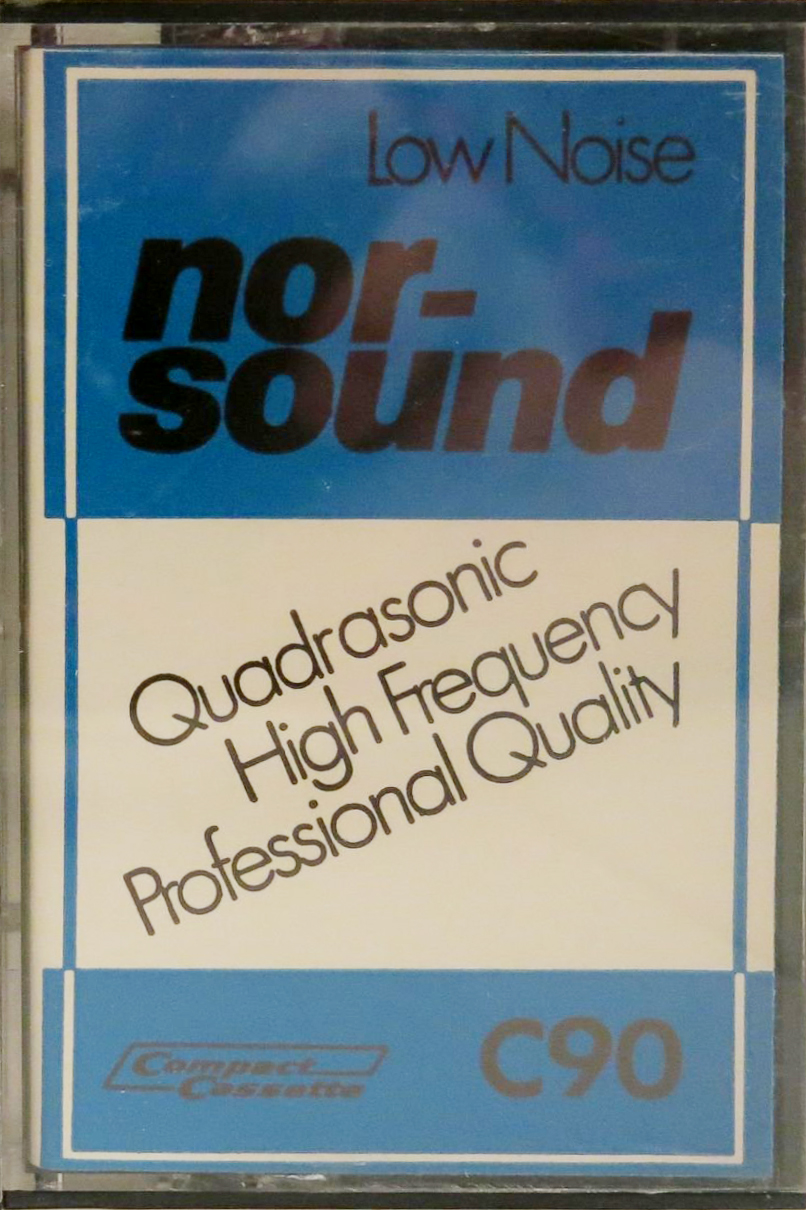 Low Noise
nor-
sound
Quadrasonic
High Frequency
Professional Quality
Compact
Cassette
C90